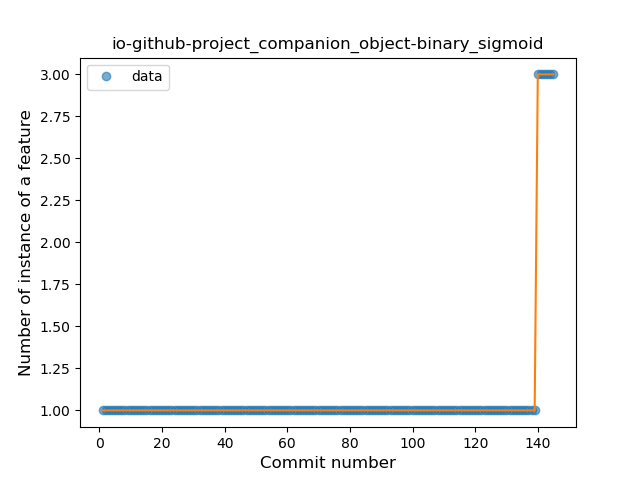 io-github-project_companion_object-binary_sigmoid
data
Number of instance of a feature
3.00
2.75
2.50
2.25
2.00
1.75
1.50
1.25
1.00
0 20 40 60 80 100 120 140
Commit number